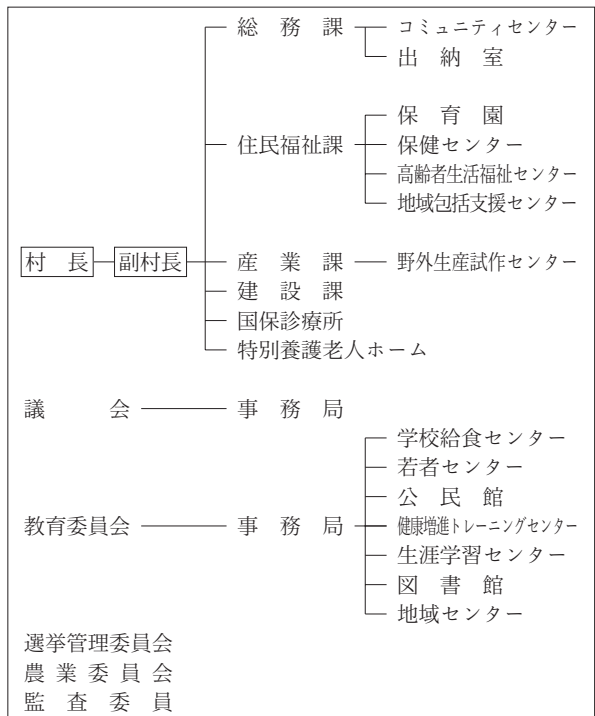 総務課 コミュニティセンター
出納室
保育園
住民福祉課 保健センター
高齢者生活福祉センター
地域包括支援センター
村長 副村長 産業課 野外生産試作センター
建設課
国保診療所
特別養護老人ホーム
議会 事務局
学校給食センター
若者センター
公民館
教育委員会 事務局 健康増進トレーニングセンター
生涯学習センター
図書館
地域センター
選挙管理委員会
農業委員会
監査委員